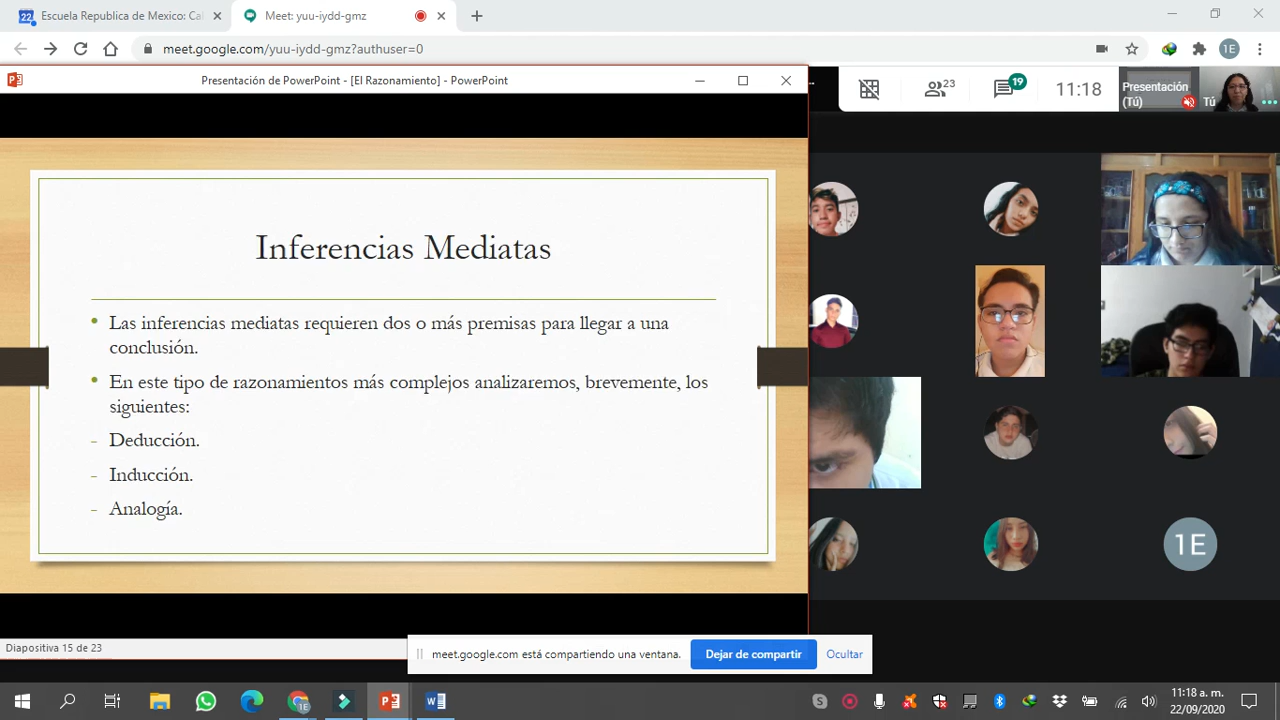 Escuela Republica de Mexico: Cal
Meet: yuu-iydd-gmz
meet.google.com/yuu-iydd-gmz?authuser=0
1E
Presentación de PowerPoint - [El Razonamiento] - PowerPoint
23
19
11:18
Presentación
(Tú)
Tú
Inferencias Mediatas
• Las inferencias mediatas requieren dos o más premisas para llegar a una
conclusión.
• En este tipo de razonamientos más complejos analizaremos, brevemente, los
siguientes:
- Deducción.
- Inducción.
- Analogía.
1E
Diapositiva 15 de 23
meet.google.com está compartiendo una ventana.
Dejar de compartir
Ocultar
11:18 a. m.
22/09/2020